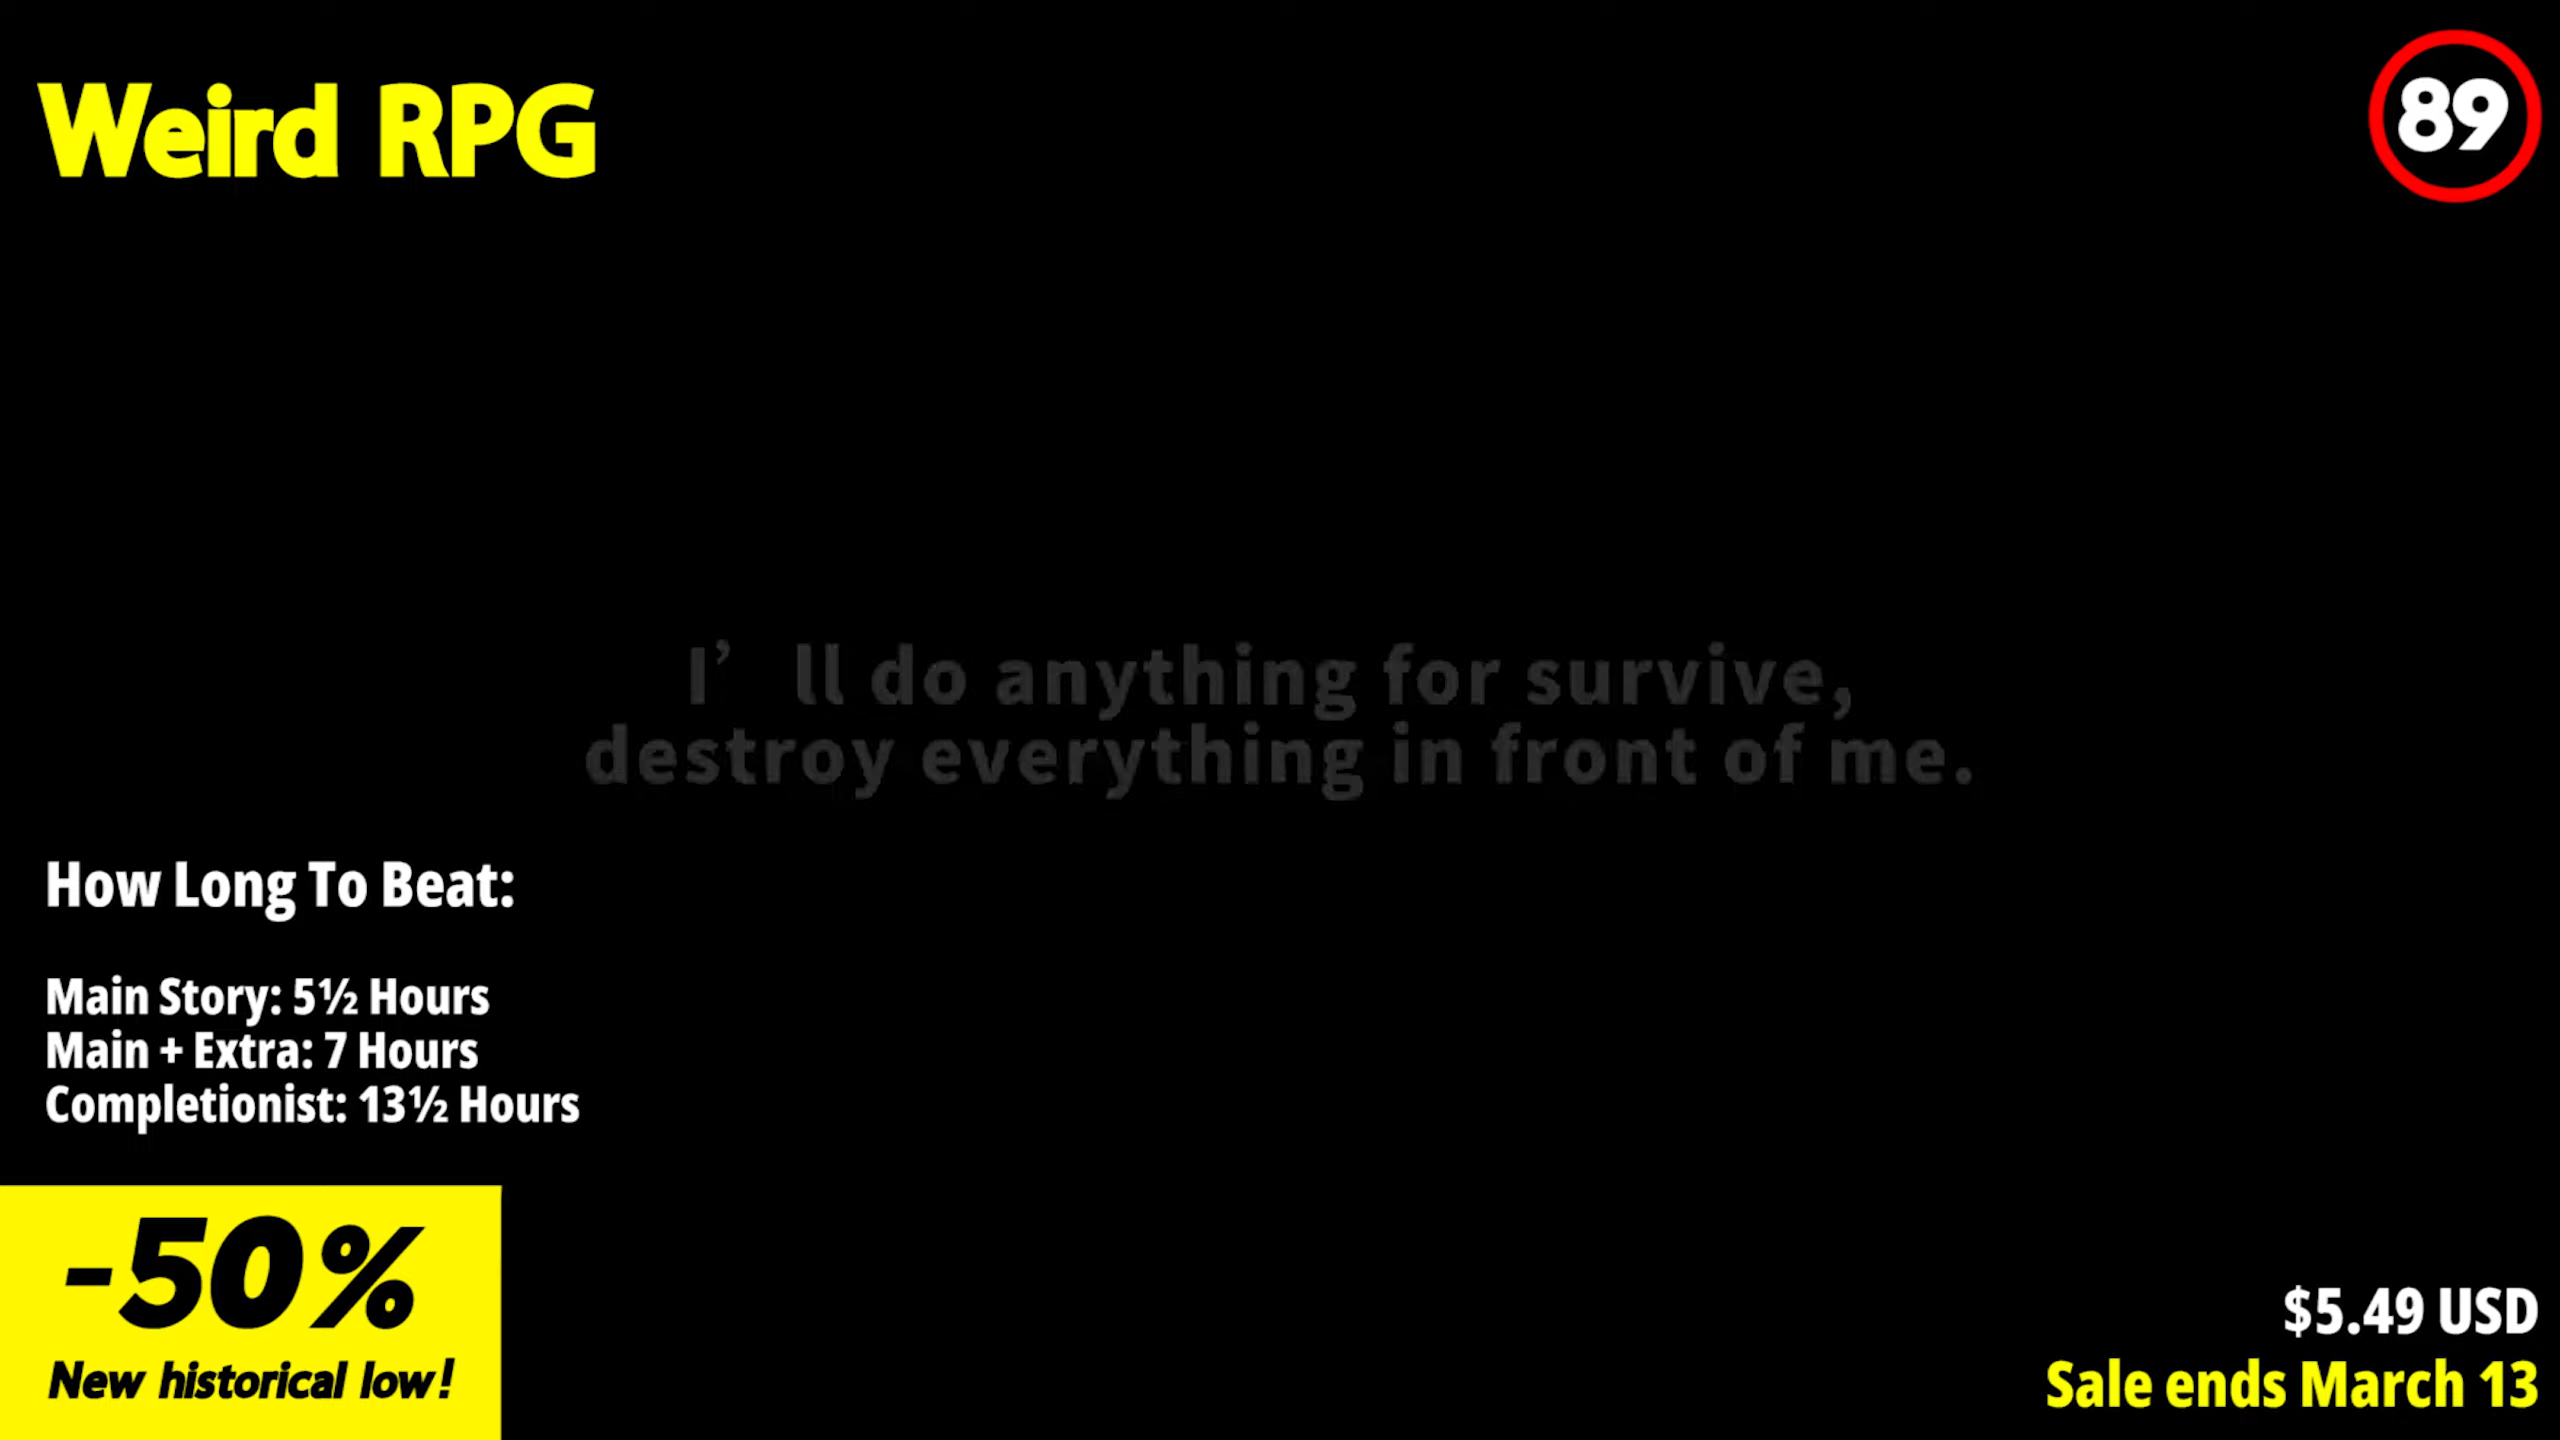 Weird RPG
89
I’ll do anything for survive,
destroy everything in front of me.
How Long To Beat:
Main Story: 5½ Hours
Main + Extra: 7 Hours
Completionist: 13½ Hours
-50%
New historical low!
$5.49 USD
Sale ends March 13